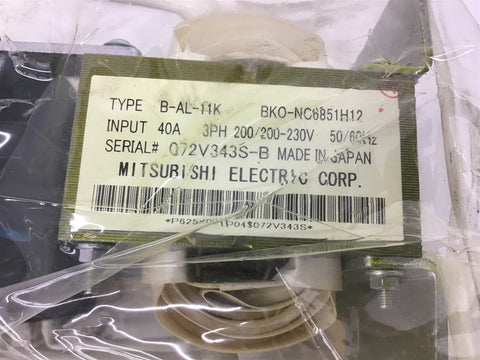 TYPE B-AL-11K BKO-NC6851H12
INPUT 40A 3PH 200/200-230V 50/60Hz
SERIAL# 072V343S-B MADE IN JAPAN
MITSUBISHI ELECTRIC CORP.